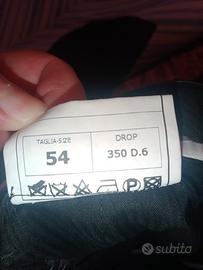 TAGLIA-SIZE
54
DROP
350 D.6
P
subito